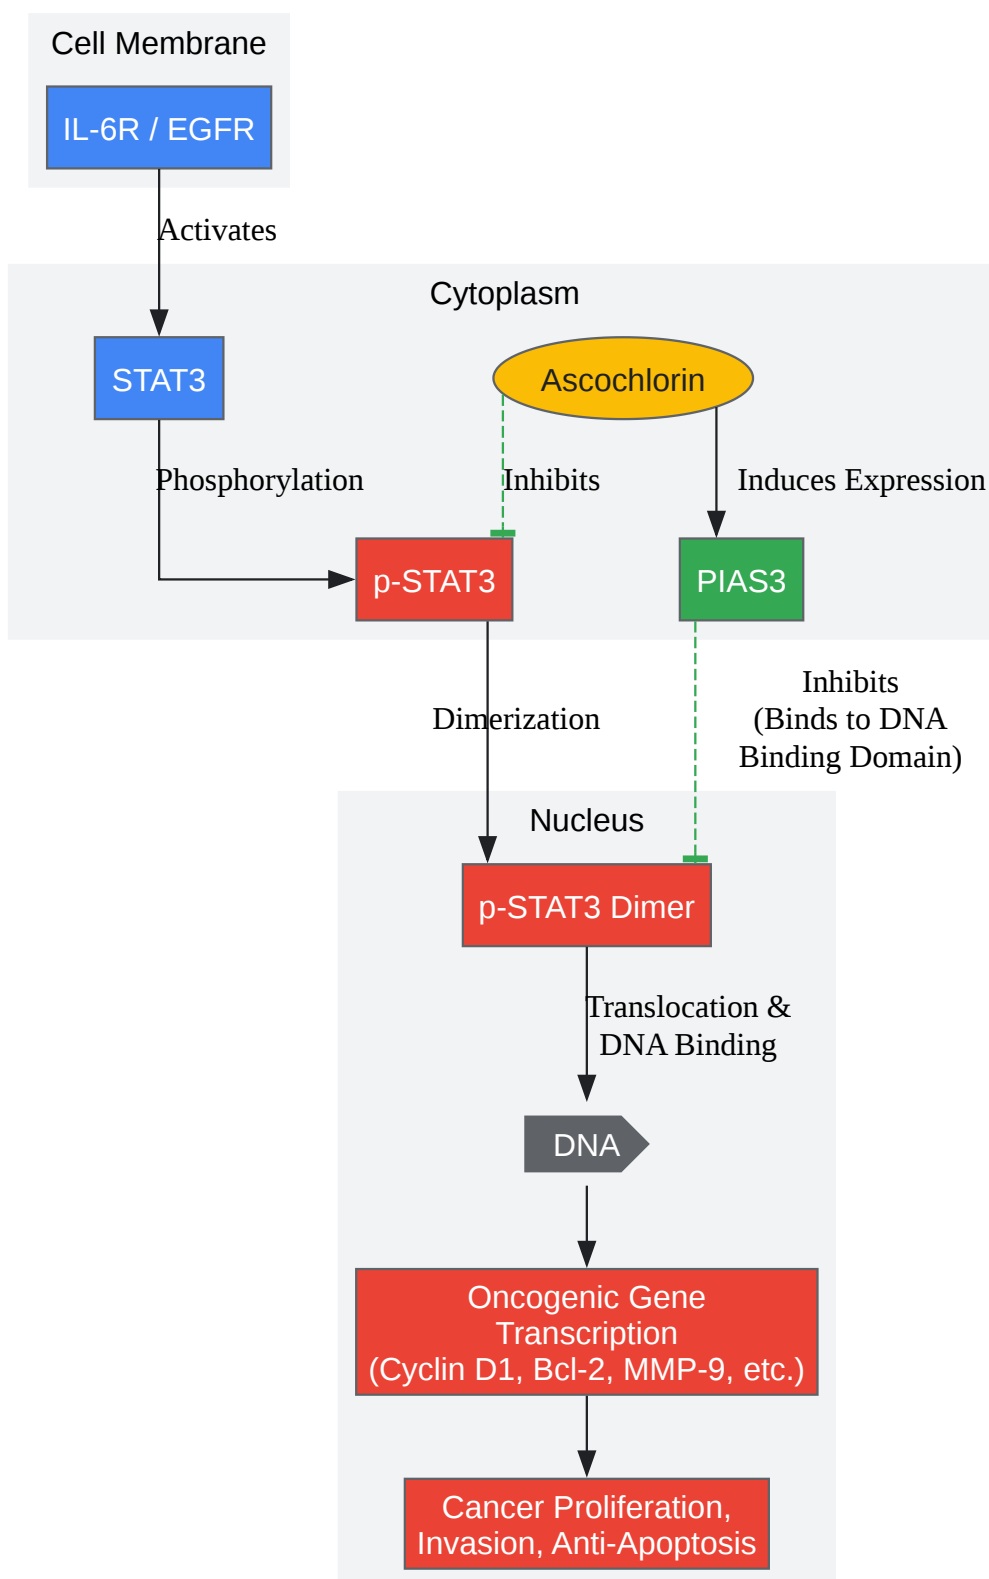 Cell Membrane
IL-6R / EGFR
Activates
Cytoplasm
STAT3
Ascochlorin
Phosphorylation
Inhibits
Induces Expression
p-STAT3
PIAS3
Dimerization
Inhibits
(Binds to DNA
Binding Domain)
Nucleus
p-STAT3 Dimer
Translocation &
DNA Binding
DNA
Oncogenic Gene
Transcription
(Cyclin D1, Bcl-2, MMP-9, etc.)
Cancer Proliferation,
Invasion, Anti-Apoptosis